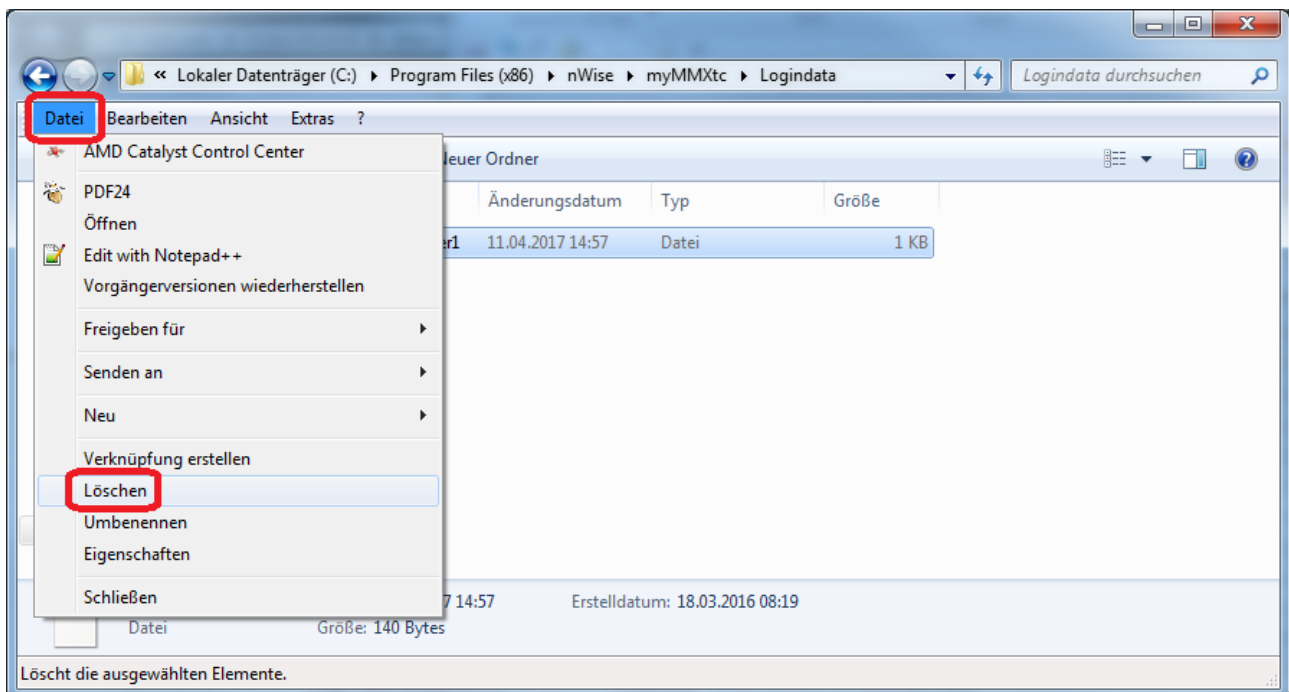 « Lokaler Datenträger (C:) Program Files (x86) nWise myMMXtc Logindata Logindata durchsuchen
Datei Bearbeiten Ansicht Extras ?
AMD Catalyst Control Center
Neuer Ordner
PDF24
Änderungsdatum Typ Größe
Öffnen
r1 11.04.2017 14:57 Datei 1 KB
Edit with Notepad++
Vorgängerversionen wiederherstellen
Freigeben für
Senden an
Neu
Verknüpfung erstellen
Löschen
Umbenennen
Eigenschaften
Schließen
7 14:57 Erstelldatum: 18.03.2016 08:19
Datei Größe: 140 Bytes
Löscht die ausgewählten Elemente.